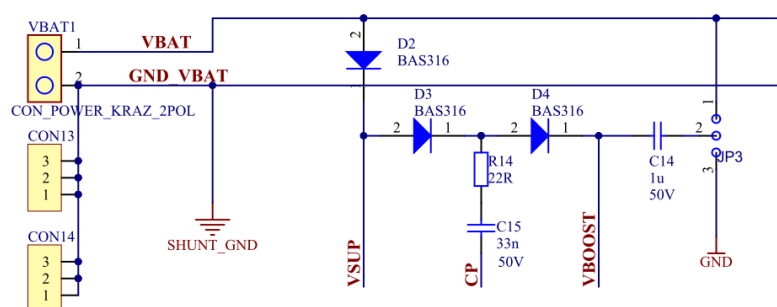 VBAT1
1
VBAT
2
GND_VBAT
CON_POWER_KRAZ_2POL
CON13
3
2
1
CON14
3
2
1
SHUNT_GND
2
D2
BAS316
D3
BAS316
2
1
D4
BAS316
2
1
R14
22R
C15
33n
50V
VSUP
CP
VBOOST
C14
1u
50V
1
2
3
JP3
GND